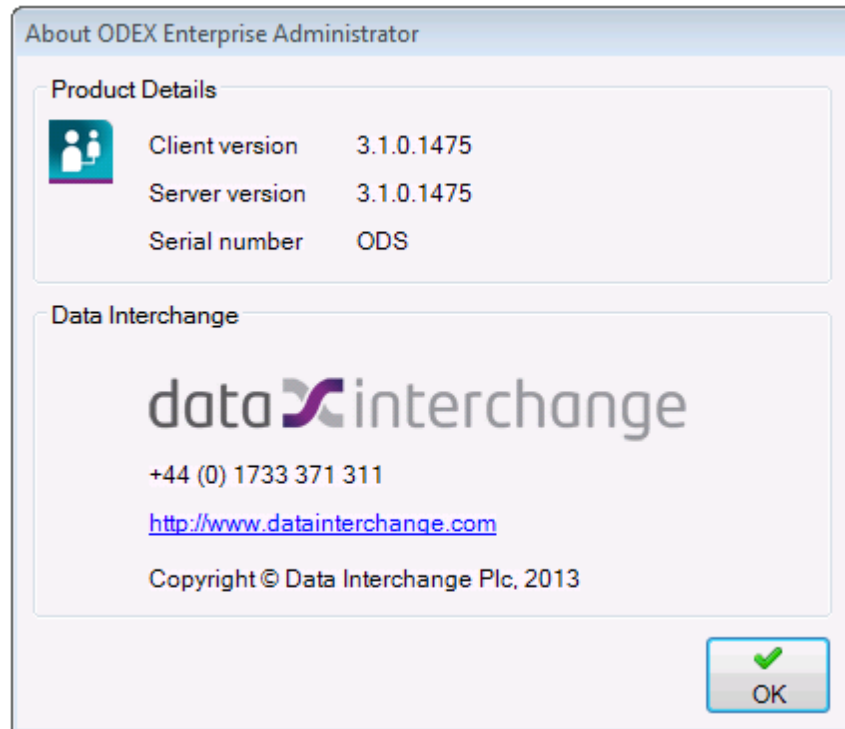 About ODEX Enterprise Administrator
Product Details
Client version 3.1.0.1475
Server version 3.1.0.1475
Serial number ODS
Data Interchange
data interchange
+44 (0) 1733 371 311
http://www.datainterchange.com
Copyright © Data Interchange Plc, 2013
OK